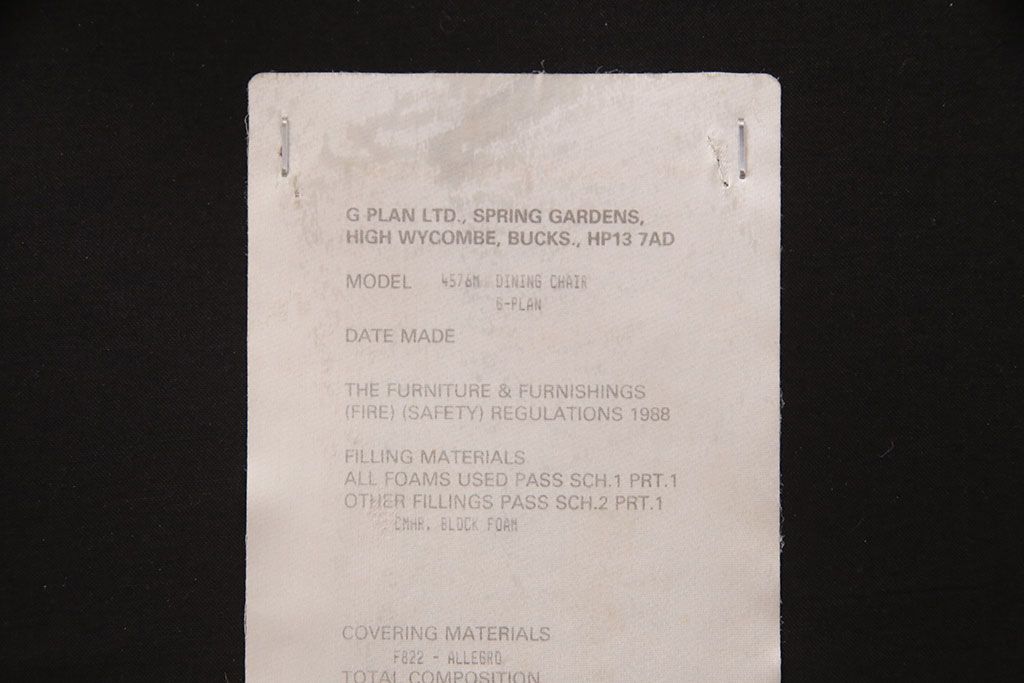 G PLAN LTD., SPRING GARDENS,
HIGH WYCOMBE, BUCKS., HP13 7AD
MODEL 4576M DINING CHAIR
G-PLAN
DATE MADE
THE FURNITURE & FURNISHINGS
(FIRE) (SAFETY) REGULATIONS 1988
FILLING MATERIALS
ALL FOAMS USED PASS SCH.1 PRT.1
OTHER FILLINGS PASS SCH.2 PRT.1
CMHR. BLOCK FOAM
COVERING MATERIALS
F822 - ALLEGRO
TOTAL COMPOSITION